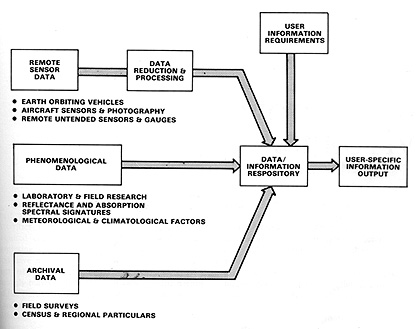 USER
INFORMATION
REQUIREMENTS
REMOTE
SENSOR
DATA
DATA
REDUCTION &
PROCESSING
● EARTH ORBITING VEHICLES
● AIRCRAFT SENSORS & PHOTOGRAPHY
● REMOTE UNTENDED SENSORS & GAUGES
PHENOMENOLOGICAL
DATA
DATA/
INFORMATION
RESPOSITORY
USER-SPECIFIC
INFORMATION
OUTPUT
● LABORATORY & FIELD RESEARCH
● REFLECTANCE AND ABSORPTION
SPECTRAL SIGNATURES
● METEOROLOGICAL & CLIMATOLOGICAL FACTORS
ARCHIVAL
DATA
● FIELD SURVEYS
● CENSUS & REGIONAL PARTICULARS